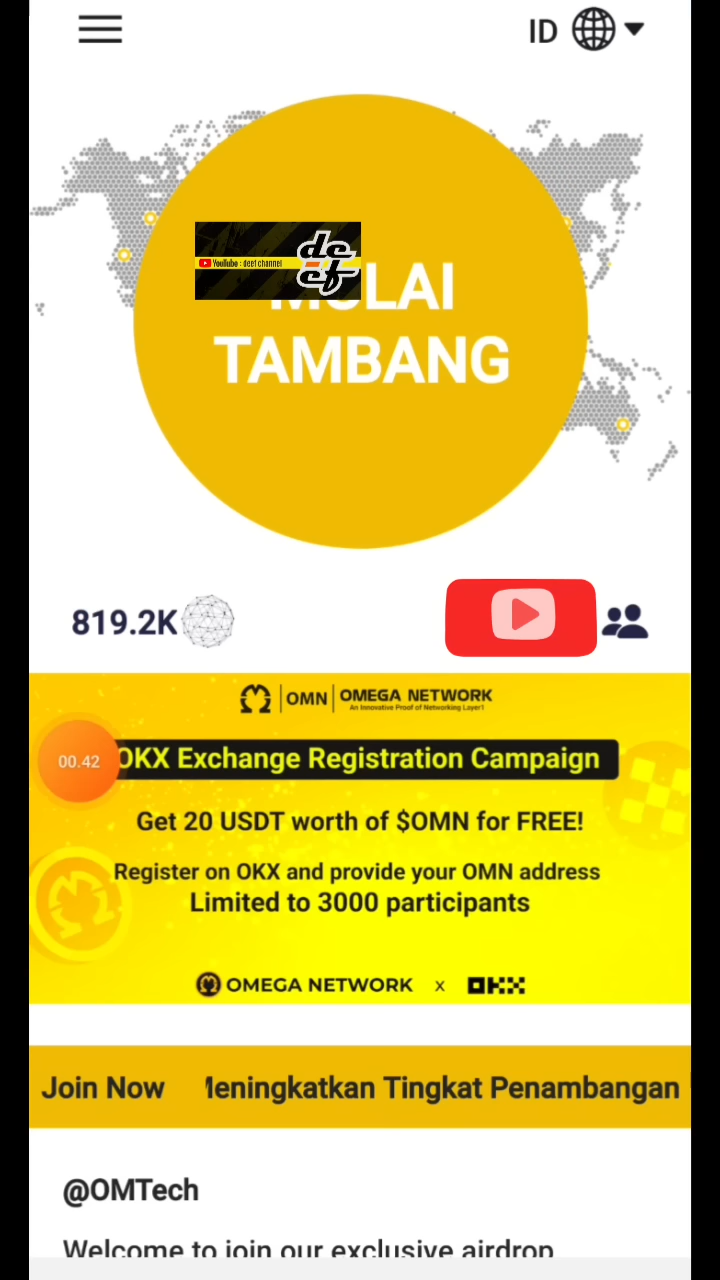 ID
YouTube : deef channel
de
ef
MULAI
TAMBANG
819.2K
OMN
OMEGA NETWORK
An Innovative Proof of Networking Layer1
00.42
OKX Exchange Registration Campaign
Get 20 USDT worth of $OMN for FREE!
Register on OKX and provide your OMN address
Limited to 3000 participants
OMEGA NETWORK x OKX
Join Now Meningkatkan Tingkat Penambangan
@OMTech
Welcome to join our exclusive airdrop